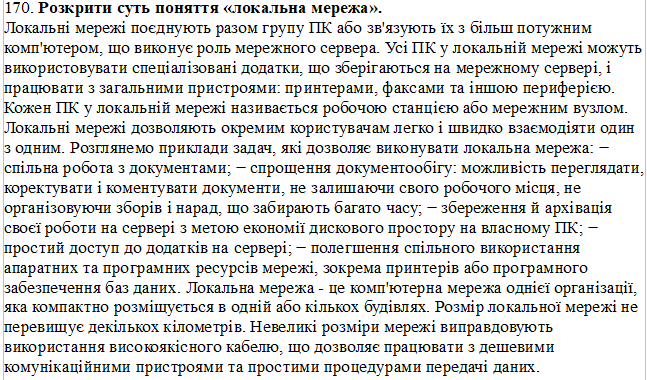 170. Розкрити суть поняття «локальна мережа».
Локальні мережі поєднують разом групу ПК або зв'язують їх з більш потужним
комп'ютером, що виконує роль мережного сервера. Усі ПК у локальній мережі можуть
використовувати спеціалізовані додатки, що зберігаються на мережному сервері, і
працювати з загальними пристроями: принтерами, факсами та іншою периферією.
Кожен ПК у локальній мережі називається робочою станцією або мережним вузлом.
Локальні мережі дозволяють окремим користувачам легко і швидко взаємодіяти один
з одним. Розглянемо приклади задач, які дозволяє виконувати локальна мережа: −
спільна робота з документами; − спрощення документообігу: можливість переглядати,
коректувати і коментувати документи, не залишаючи свого робочого місця, не
організовуючи зборів і нарад, що забирають багато часу; − збереження й архівація
своєї роботи на сервері з метою економії дискового простору на власному ПК; −
простий доступ до додатків на сервері; − полегшення спільного використання
апаратних та програмних ресурсів мережі, зокрема принтерів або програмного
забезпечення баз даних. Локальна мережа - це комп'ютерна мережа однієї організації,
яка компактно розміщується в одній або кількох будівлях. Розмір локальної мережі не
перевищує декількох кілометрів. Невеликі розміри мережі виправдовують
використання високоякісного кабелю, що дозволяє працювати з дешевими
комунікаційними пристроями та простими процедурами передачі даних.